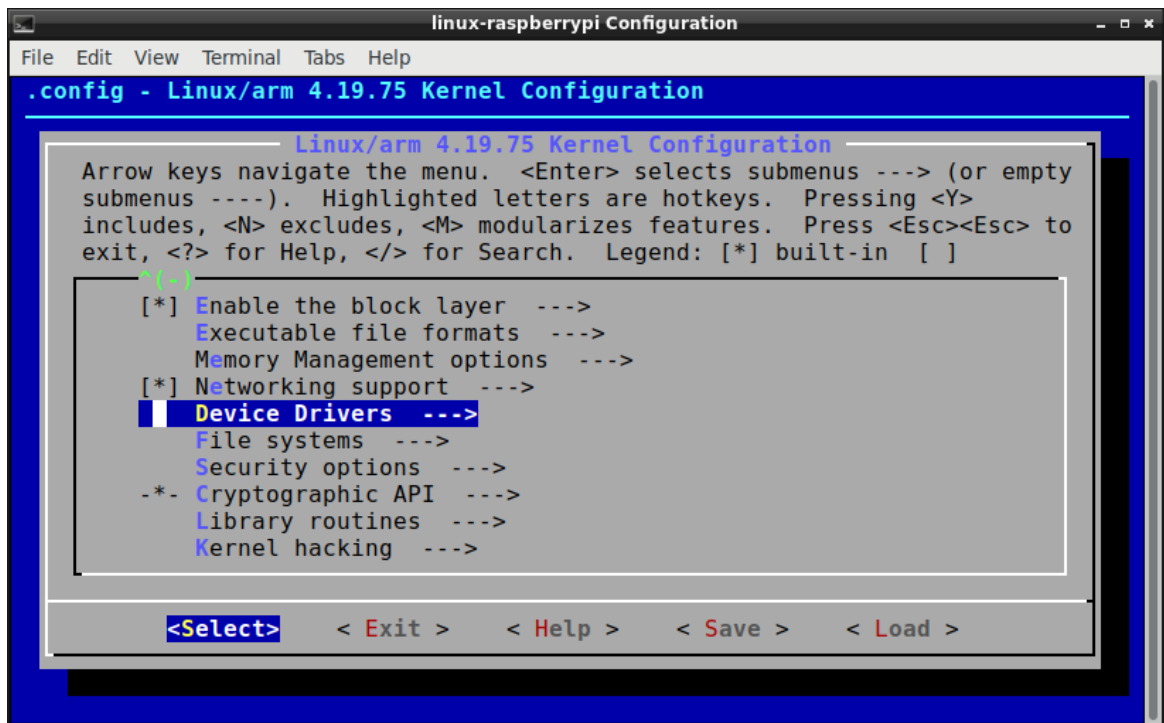 linux-raspberrypi Configuration
File Edit View Terminal Tabs Help
.config - Linux/arm 4.19.75 Kernel Configuration
Linux/arm 4.19.75 Kernel Configuration
Arrow keys navigate the menu.  <Enter> selects submenus ---> (or empty
submenus ----).  Highlighted letters are hotkeys.  Pressing <Y>
includes, <N> excludes, <M> modularizes features.  Press <Esc><Esc> to
exit, <?> for Help, </> for Search.  Legend: [*] built-in  [ ]
^(-)
[*] Enable the block layer  --->
Executable file formats  --->
Memory Management options  --->
[*] Networking support  --->
Device Drivers  --->
File systems  --->
Security options  --->
-*- Cryptographic API  --->
Library routines  --->
Kernel hacking  --->
<Select>    < Exit >    < Help >    < Save >    < Load >